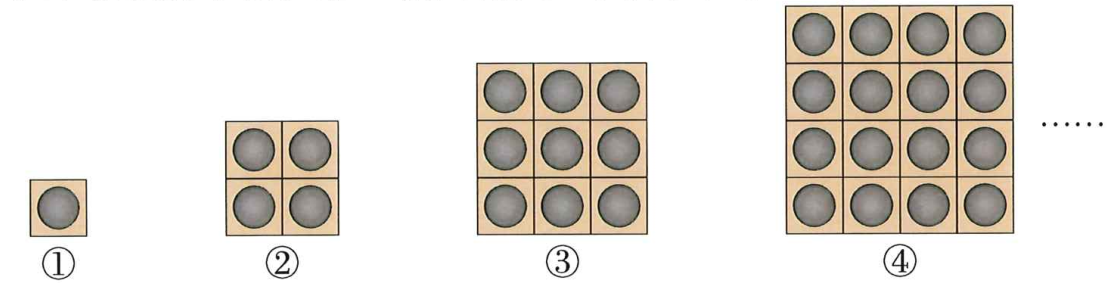 ……
① ② ③ ④